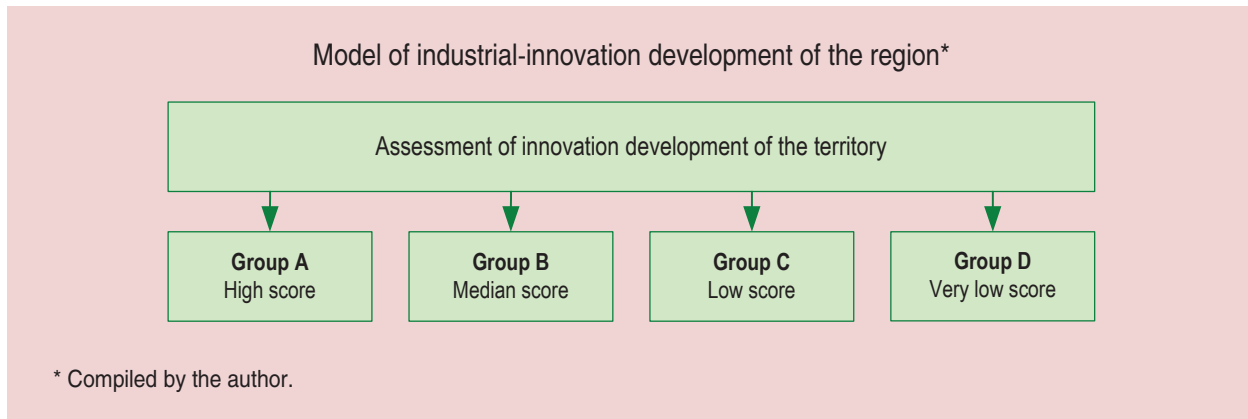 Model of industrial-innovation development of the region*
Assessment of innovation development of the territory
Group A
High score
Group B
Median score
Group C
Low score
Group D
Very low score
* Compiled by the author.